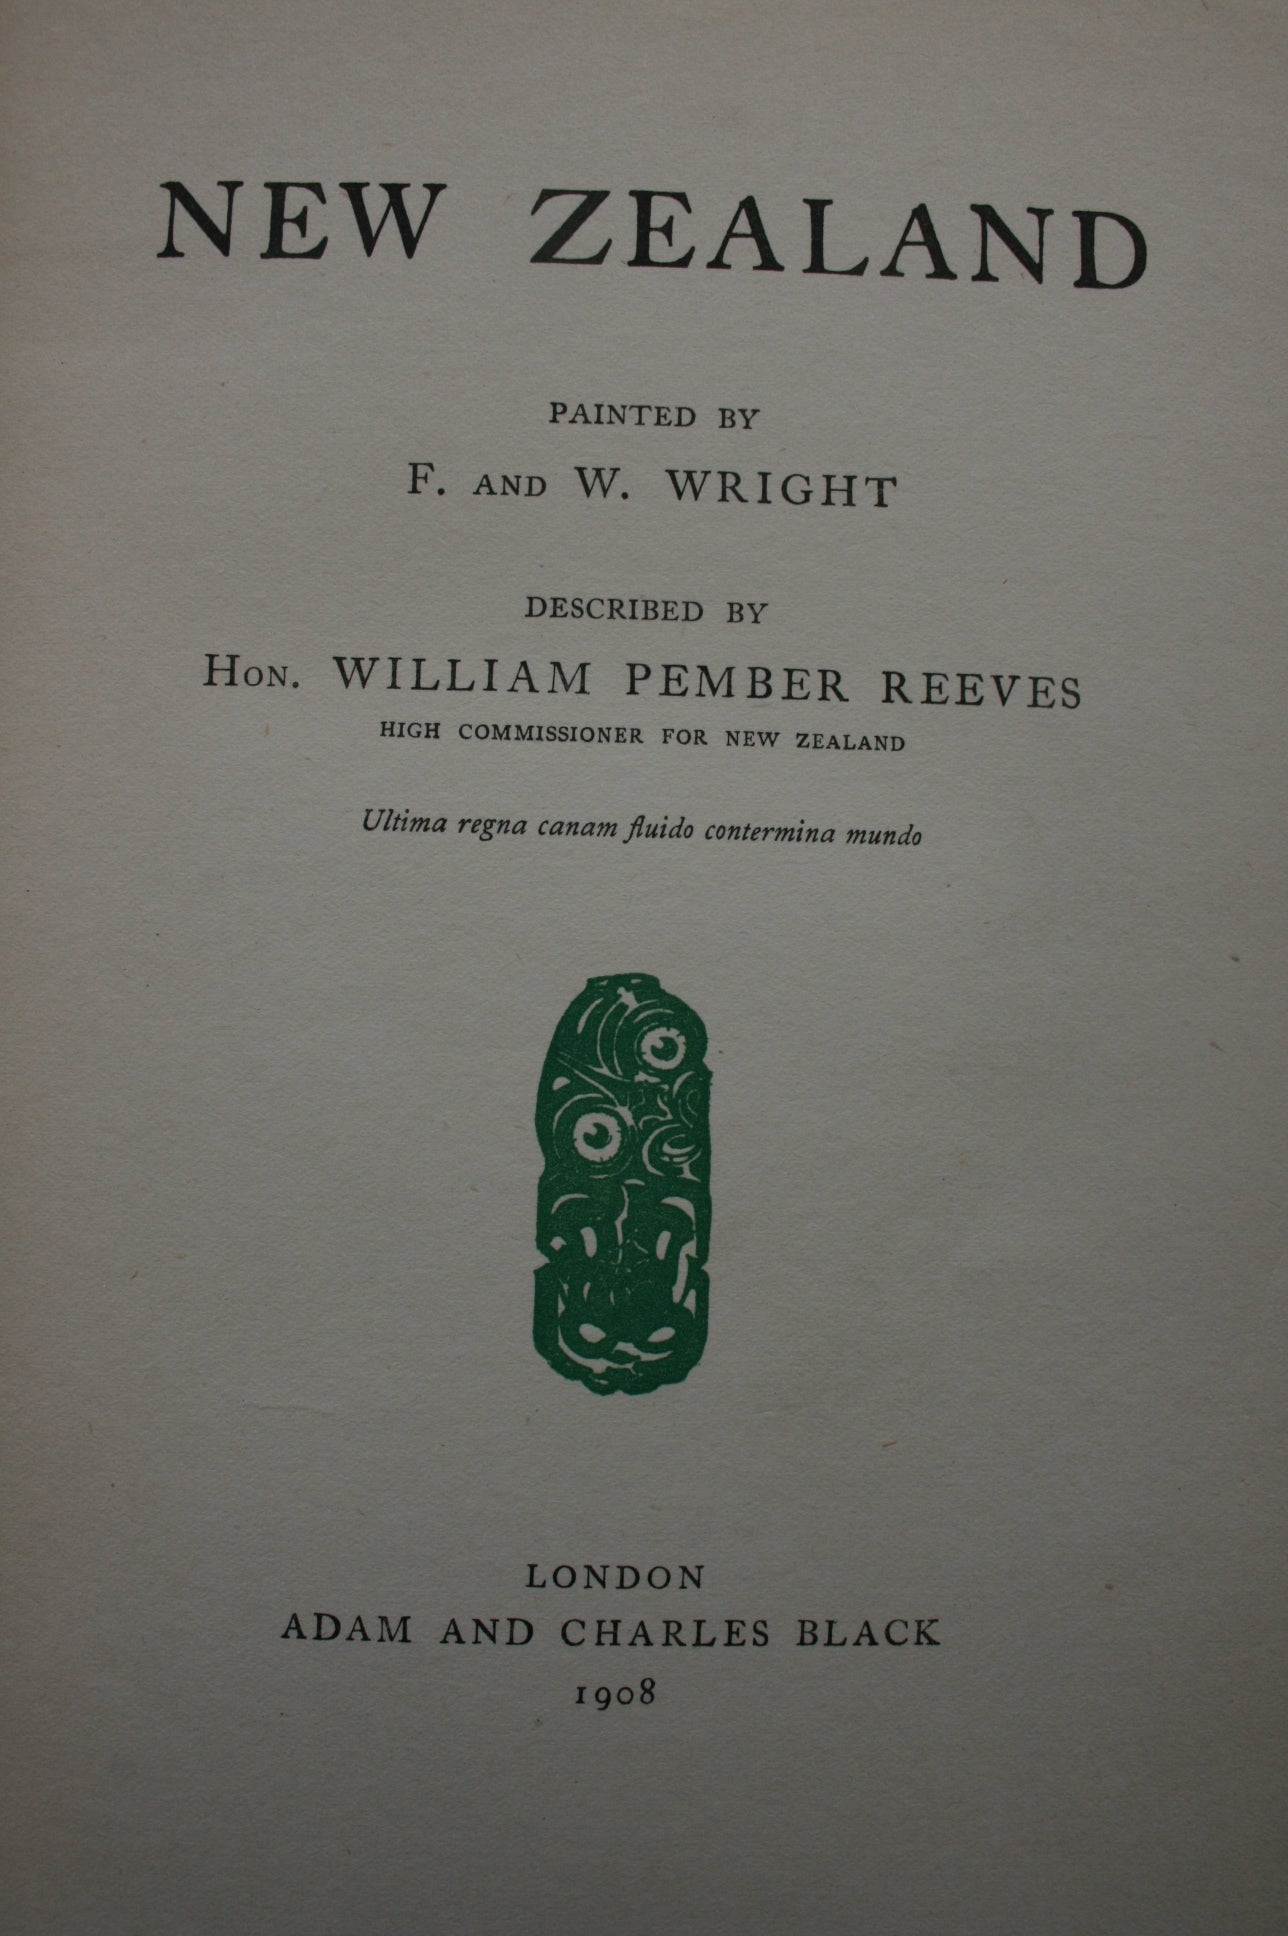 NEW ZEALAND
PAINTED BY
F. AND W. WRIGHT
DESCRIBED BY
HON. WILLIAM PEMBER REEVES
HIGH COMMISSIONER FOR NEW ZEALAND
Ultima regna canam fluido contermina mundo
LONDON
ADAM AND CHARLES BLACK
1908